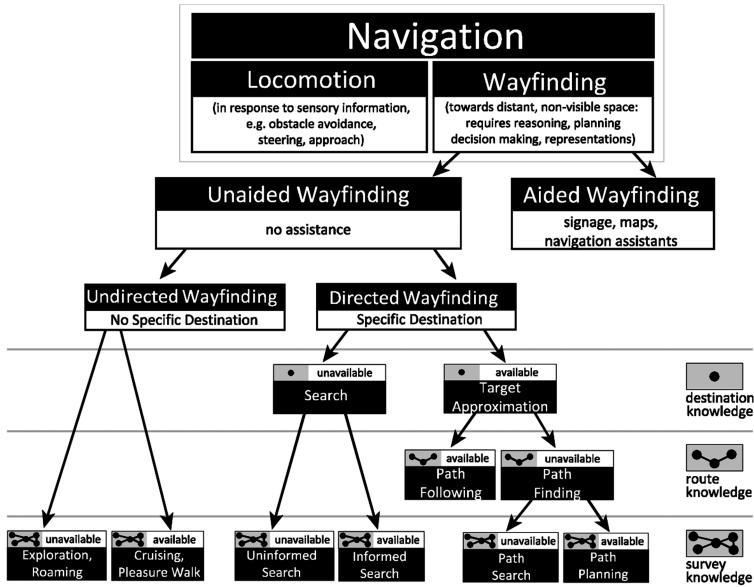 Navigation
Locomotion
(in response to sensory information,
e.g. obstacle avoidance,
steering, approach)
Wayfinding
(towards distant, non-visible space:
requires reasoning, planning
decision making, representations)
Unaided Wayfinding
no assistance
Aided Wayfinding
signage, maps,
navigation assistants
Undirected Wayfinding
No Specific Destination
Directed Wayfinding
Specific Destination
unavailable
Search
available
Target
Approximation
destination
knowledge
available
Path
Following
unavailable
Path
Finding
route
knowledge
unavailable
Exploration,
Roaming
available
Cruising,
Pleasure Walk
unavailable
Uninformed
Search
available
Informed
Search
unavailable
Path
Search
available
Path
Planning
survey
knowledge